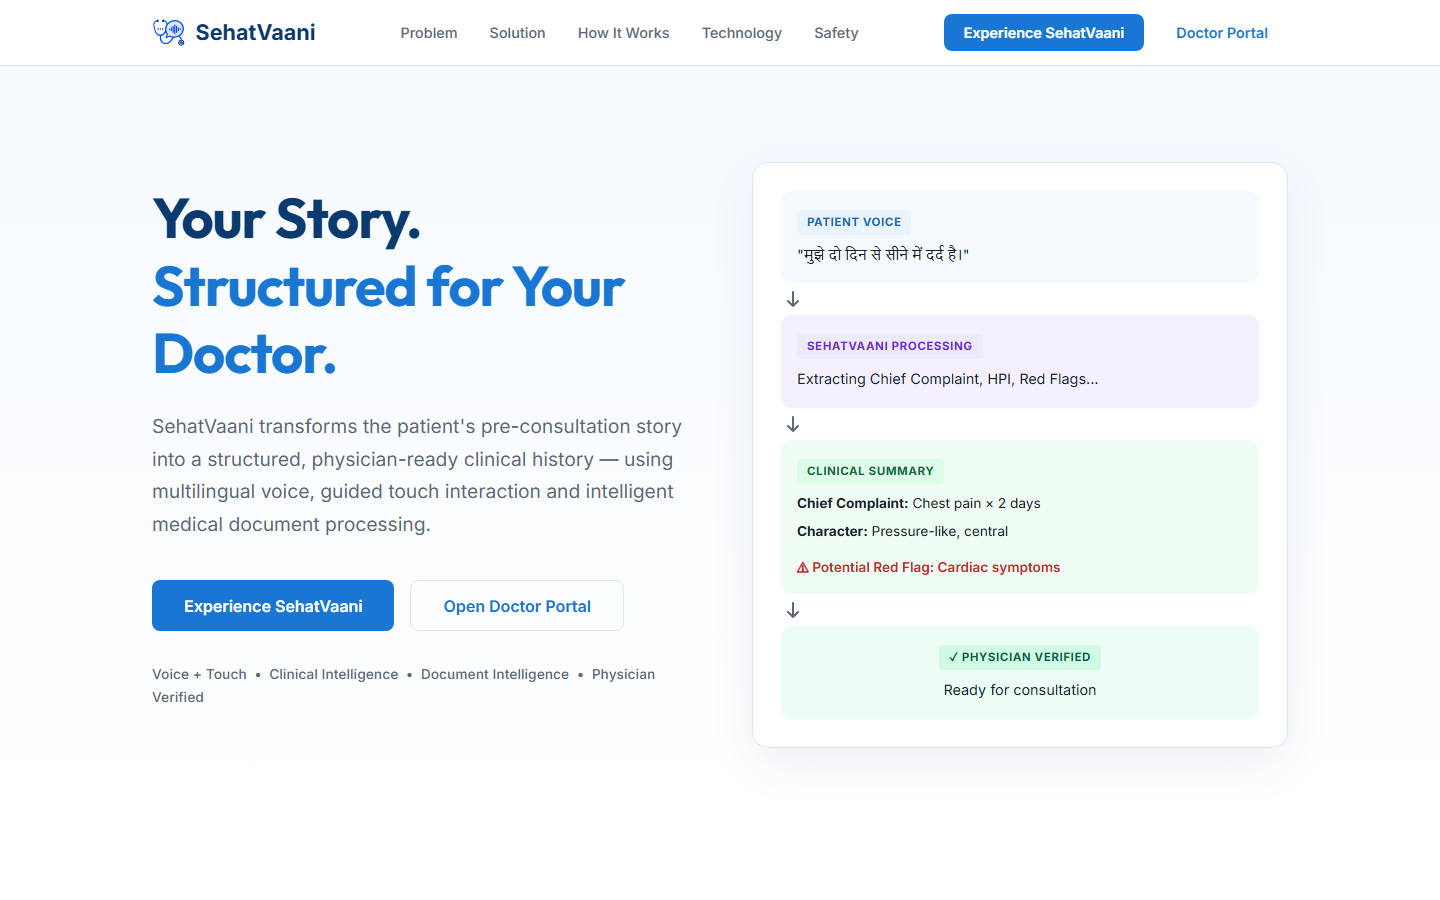 SehatVaani
Problem
Solution
How It Works
Technology
Safety
Experience SehatVaani
Doctor Portal
Your Story.
Structured for Your
Doctor.
SehatVaani transforms the patient's pre-consultation story
into a structured, physician-ready clinical history — using
multilingual voice, guided touch interaction and intelligent
medical document processing.
Experience SehatVaani
Open Doctor Portal
Voice + Touch • Clinical Intelligence • Document Intelligence • Physician
Verified
PATIENT VOICE
"मुझे दो दिन से सीने में दर्द है।"
↓
SEHATVAANI PROCESSING
Extracting Chief Complaint, HPI, Red Flags...
↓
CLINICAL SUMMARY
Chief Complaint: Chest pain × 2 days
Character: Pressure-like, central
⚠ Potential Red Flag: Cardiac symptoms
↓
✓ PHYSICIAN VERIFIED
Ready for consultation